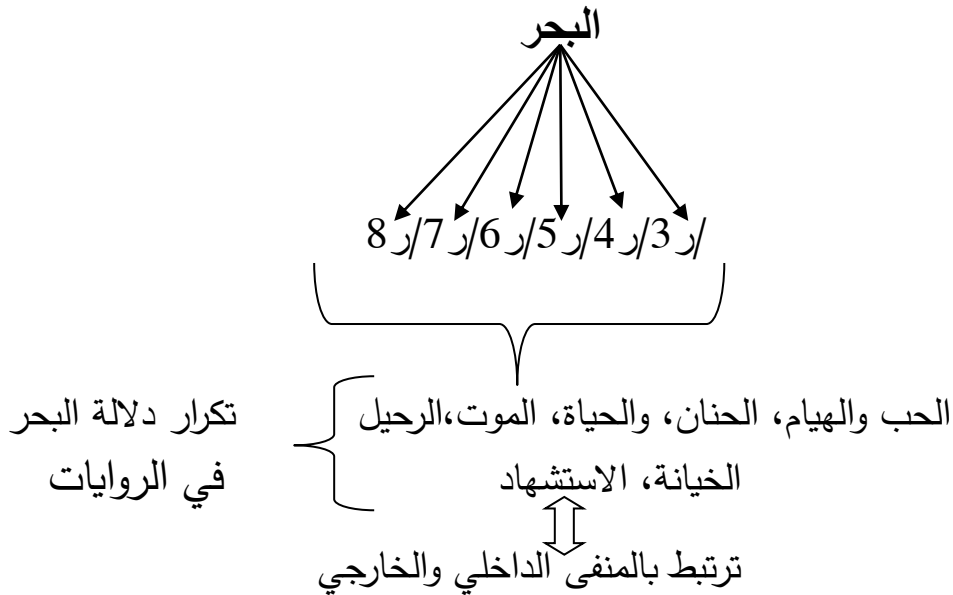 البحر
/ر3/ر4/ر5/ر6/ر7/ر8
الحب والهيام، الحنان، والحياة، الموت،الرحيل
الخيانة، الاستشهاد
تكرار دلالة البحر
في الروايات
ترتبط بالمنفى الداخلي والخارجي